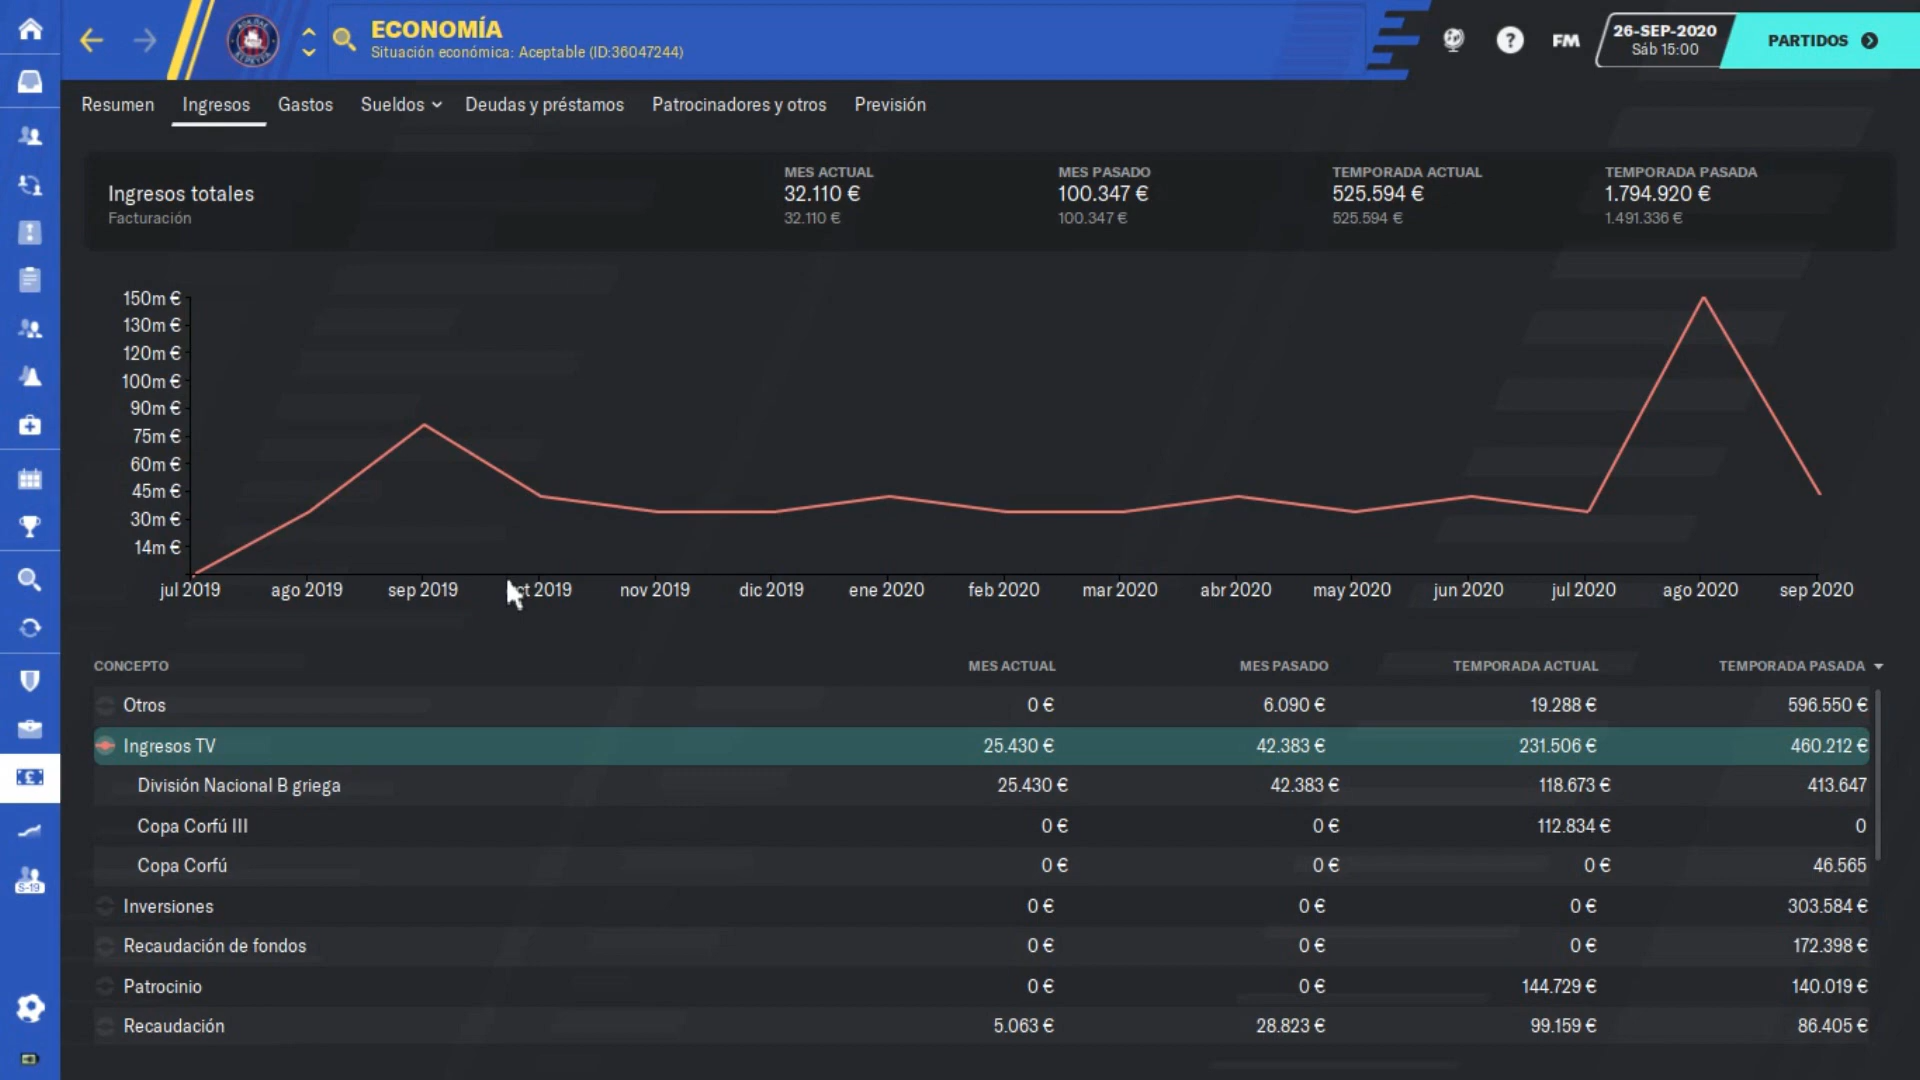 ECONOMÍA
Situación económica: Aceptable (ID:36047244)
FM
26-SEP-2020
Sáb 15:00
PARTIDOS
Resumen Ingresos Gastos Sueldos Deudas y préstamos Patrocinadores y otros Previsión
MES ACTUAL MES PASADO TEMPORADA ACTUAL TEMPORADA PASADA
Ingresos totales 32.110 € 100.347 € 525.594 € 1.794.920 €
Facturación 32.110 € 100.347 € 525.594 € 1.491.336 €
150m €
130m €
120m €
100m €
90m €
75m €
60m €
45m €
30m €
14m €
jul 2019 ago 2019 sep 2019 ct 2019 nov 2019 dic 2019 ene 2020 feb 2020 mar 2020 abr 2020 may 2020 jun 2020 jul 2020 ago 2020 sep 2020
CONCEPTO MES ACTUAL MES PASADO TEMPORADA ACTUAL TEMPORADA PASADA
Otros 0 € 6.090 € 19.288 € 596.550 €
Ingresos TV 25.430 € 42.383 € 231.506 € 460.212 €
División Nacional B griega 25.430 € 42.383 € 118.673 € 413.647
Copa Corfú III 0 € 0 € 112.834 € 0
Copa Corfú 0 € 0 € 0 € 46.565
Inversiones 0 € 0 € 0 € 303.584 €
Recaudación de fondos 0 € 0 € 0 € 172.398 €
Patrocinio 0 € 0 € 144.729 € 140.019 €
Recaudación 5.063 € 28.823 € 99.159 € 86.405 €
S-19